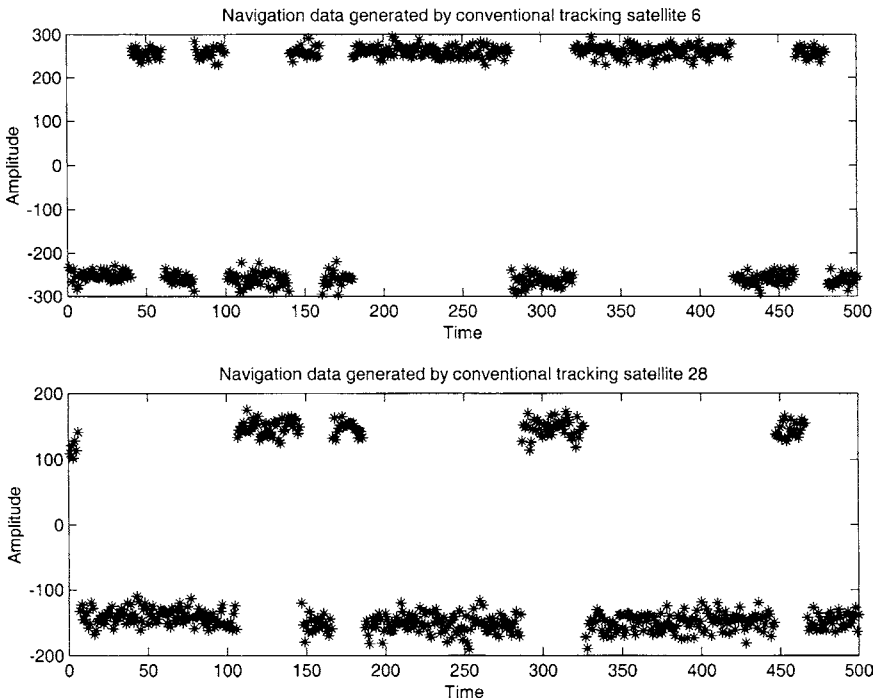 Navigation data generated by conventional tracking satellite 6
300
200
100
0
-100
-200
-300
Amplitude
0 50 100 150 200 250 300 350 400 450 500
Time
Navigation data generated by conventional tracking satellite 28
200
100
0
-100
-200
Amplitude
0 50 100 150 200 250 300 350 400 450 500
Time